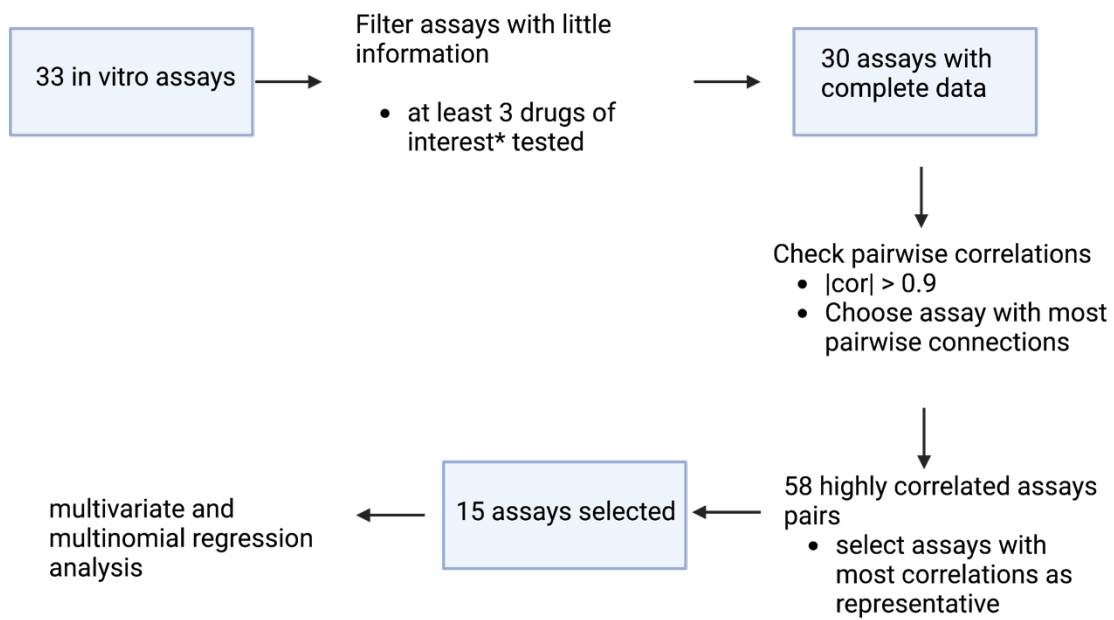 33 in vitro assays
Filter assays with little
information
• at least 3 drugs of
interest* tested
30 assays with
complete data
Check pairwise correlations
• |cor| > 0.9
• Choose assay with most
pairwise connections
58 highly correlated assays
pairs
• select assays with
most correlations as
representative
15 assays selected
multivariate and
multinomial regression
analysis